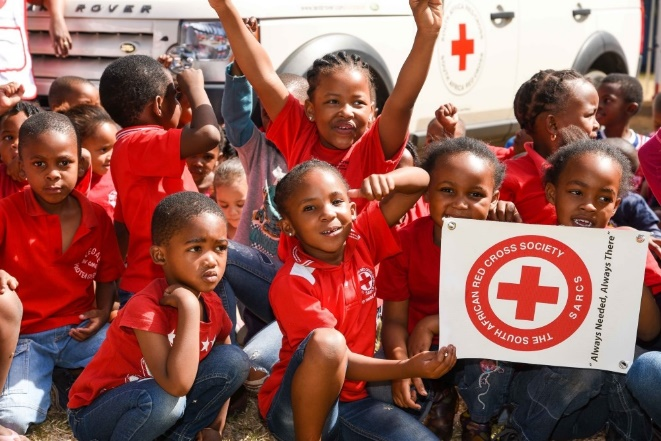 ROVER
THE SOUTH AFRICAN RED CROSS SOCIETY
SARCS
"Always Needed, Always There"